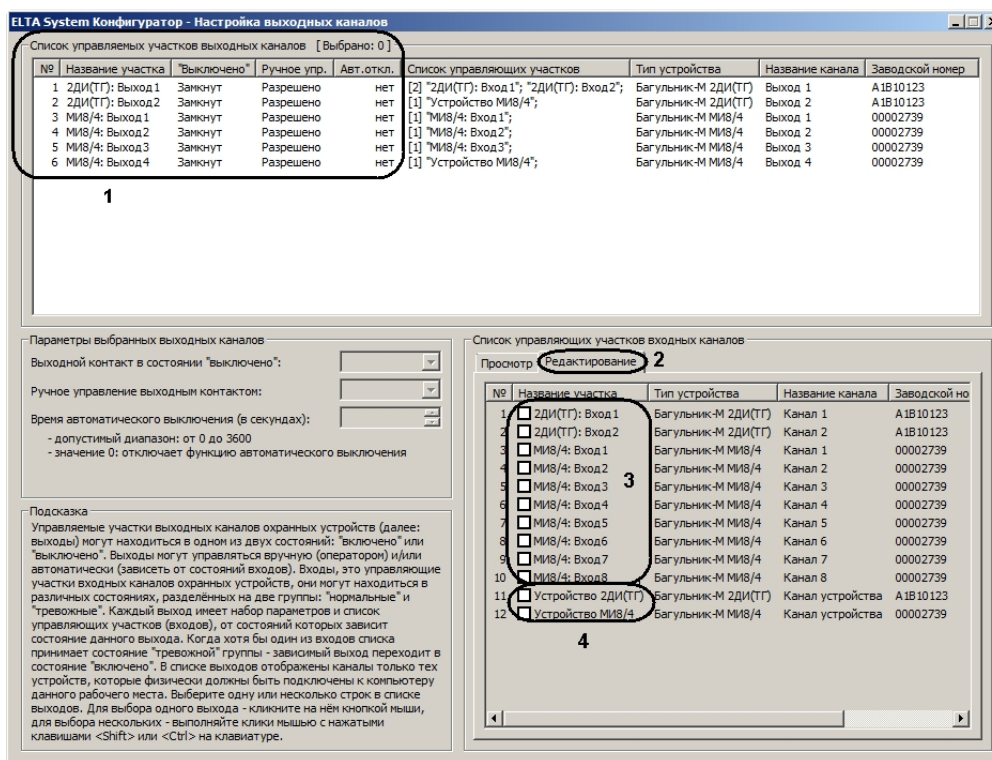 ELTA System Конфигуратор - Настройка выходных каналов
Список управляемых участков выходных каналов [ Выбрано: 0 ]
№ Название участка "Выключено" Ручное упр. Авт.откл. Список управляющих участков Тип устройства Название канала Заводской номер
1 2ДИ(ТГ): Выход1 Замкнут Разрешено нет [2] "2ДИ(ТГ): Вход1"; "2ДИ(ТГ): Вход2"; Багульник-М 2ДИ(ТГ) Выход 1 A1B10123
2 2ДИ(ТГ): Выход2 Замкнут Разрешено нет [1] "Устройство МИ8/4"; Багульник-М 2ДИ(ТГ) Выход 2 A1B10123
3 МИ8/4: Выход1 Замкнут Разрешено нет [1] "МИ8/4: Вход1"; Багульник-М МИ8/4 Выход 1 00002739
4 МИ8/4: Выход2 Замкнут Разрешено нет [1] "МИ8/4: Вход2"; Багульник-М МИ8/4 Выход 2 00002739
5 МИ8/4: Выход3 Замкнут Разрешено нет [1] "МИ8/4: Вход3"; Багульник-М МИ8/4 Выход 3 00002739
6 МИ8/4: Выход4 Замкнут Разрешено нет [1] "Устройство МИ8/4"; Багульник-М МИ8/4 Выход 4 00002739
1
Параметры выбранных выходных каналов
Выходной контакт в состоянии "выключено":
Ручное управление выходным контактом:
Время автоматического выключения (в секундах):
- допустимый диапазон: от 0 до 3600
- значение 0: отключает функцию автоматического выключения
Подсказка
Управляемые участки выходных каналов охранных устройств (далее:
выходы) могут находиться в одном из двух состояний: "включено" или
"выключено". Выходы могут управляться вручную (оператором) и/или
автоматически (зависеть от состояний входов). Входы, это управляющие
участки входных каналов охранных устройств, они могут находиться в
различных состояниях, разделённых на две группы: "нормальные" и
"тревожные". Каждый выход имеет набор параметров и список
управляющих участков (входов), от состояний которых зависит
состояние данного выхода. Когда хотя бы один из входов списка
принимает состояние "тревожной" группы - зависимый выход переходит в
состояние "включено". В списке выходов отображены каналы только тех
устройств, которые физически должны быть подключены к компьютеру
данного рабочего места. Выберите одну или несколько строк в списке
выходов. Для выбора одного выхода - кликните на нём кнопкой мыши,
для выбора нескольких - выполняйте клики мышью с нажатыми
клавишами <Shift> или <Ctrl> на клавиатуре.
Список управляющих участков входных каналов
Просмотр Редактирование 2
№ Название участка Тип устройства Название канала Заводской но
1 2ДИ(ТГ): Вход1 Багульник-М 2ДИ(ТГ) Канал 1 A1B10123
2 2ДИ(ТГ): Вход2 Багульник-М 2ДИ(ТГ) Канал 2 A1B10123
3 МИ8/4: Вход1 Багульник-М МИ8/4 Канал 1 00002739
4 МИ8/4: Вход2 Багульник-М МИ8/4 Канал 2 00002739
5 МИ8/4: Вход3 3 Багульник-М МИ8/4 Канал 3 00002739
6 МИ8/4: Вход4 Багульник-М МИ8/4 Канал 4 00002739
7 МИ8/4: Вход5 Багульник-М МИ8/4 Канал 5 00002739
8 МИ8/4: Вход6 Багульник-М МИ8/4 Канал 6 00002739
9 МИ8/4: Вход7 Багульник-М МИ8/4 Канал 7 00002739
10 МИ8/4: Вход8 Багульник-М МИ8/4 Канал 8 00002739
11 Устройство 2ДИ(ТГ) Багульник-М 2ДИ(ТГ) Канал устройства A1B10123
12 Устройство МИ8/4 Багульник-М МИ8/4 Канал устройства 00002739
4